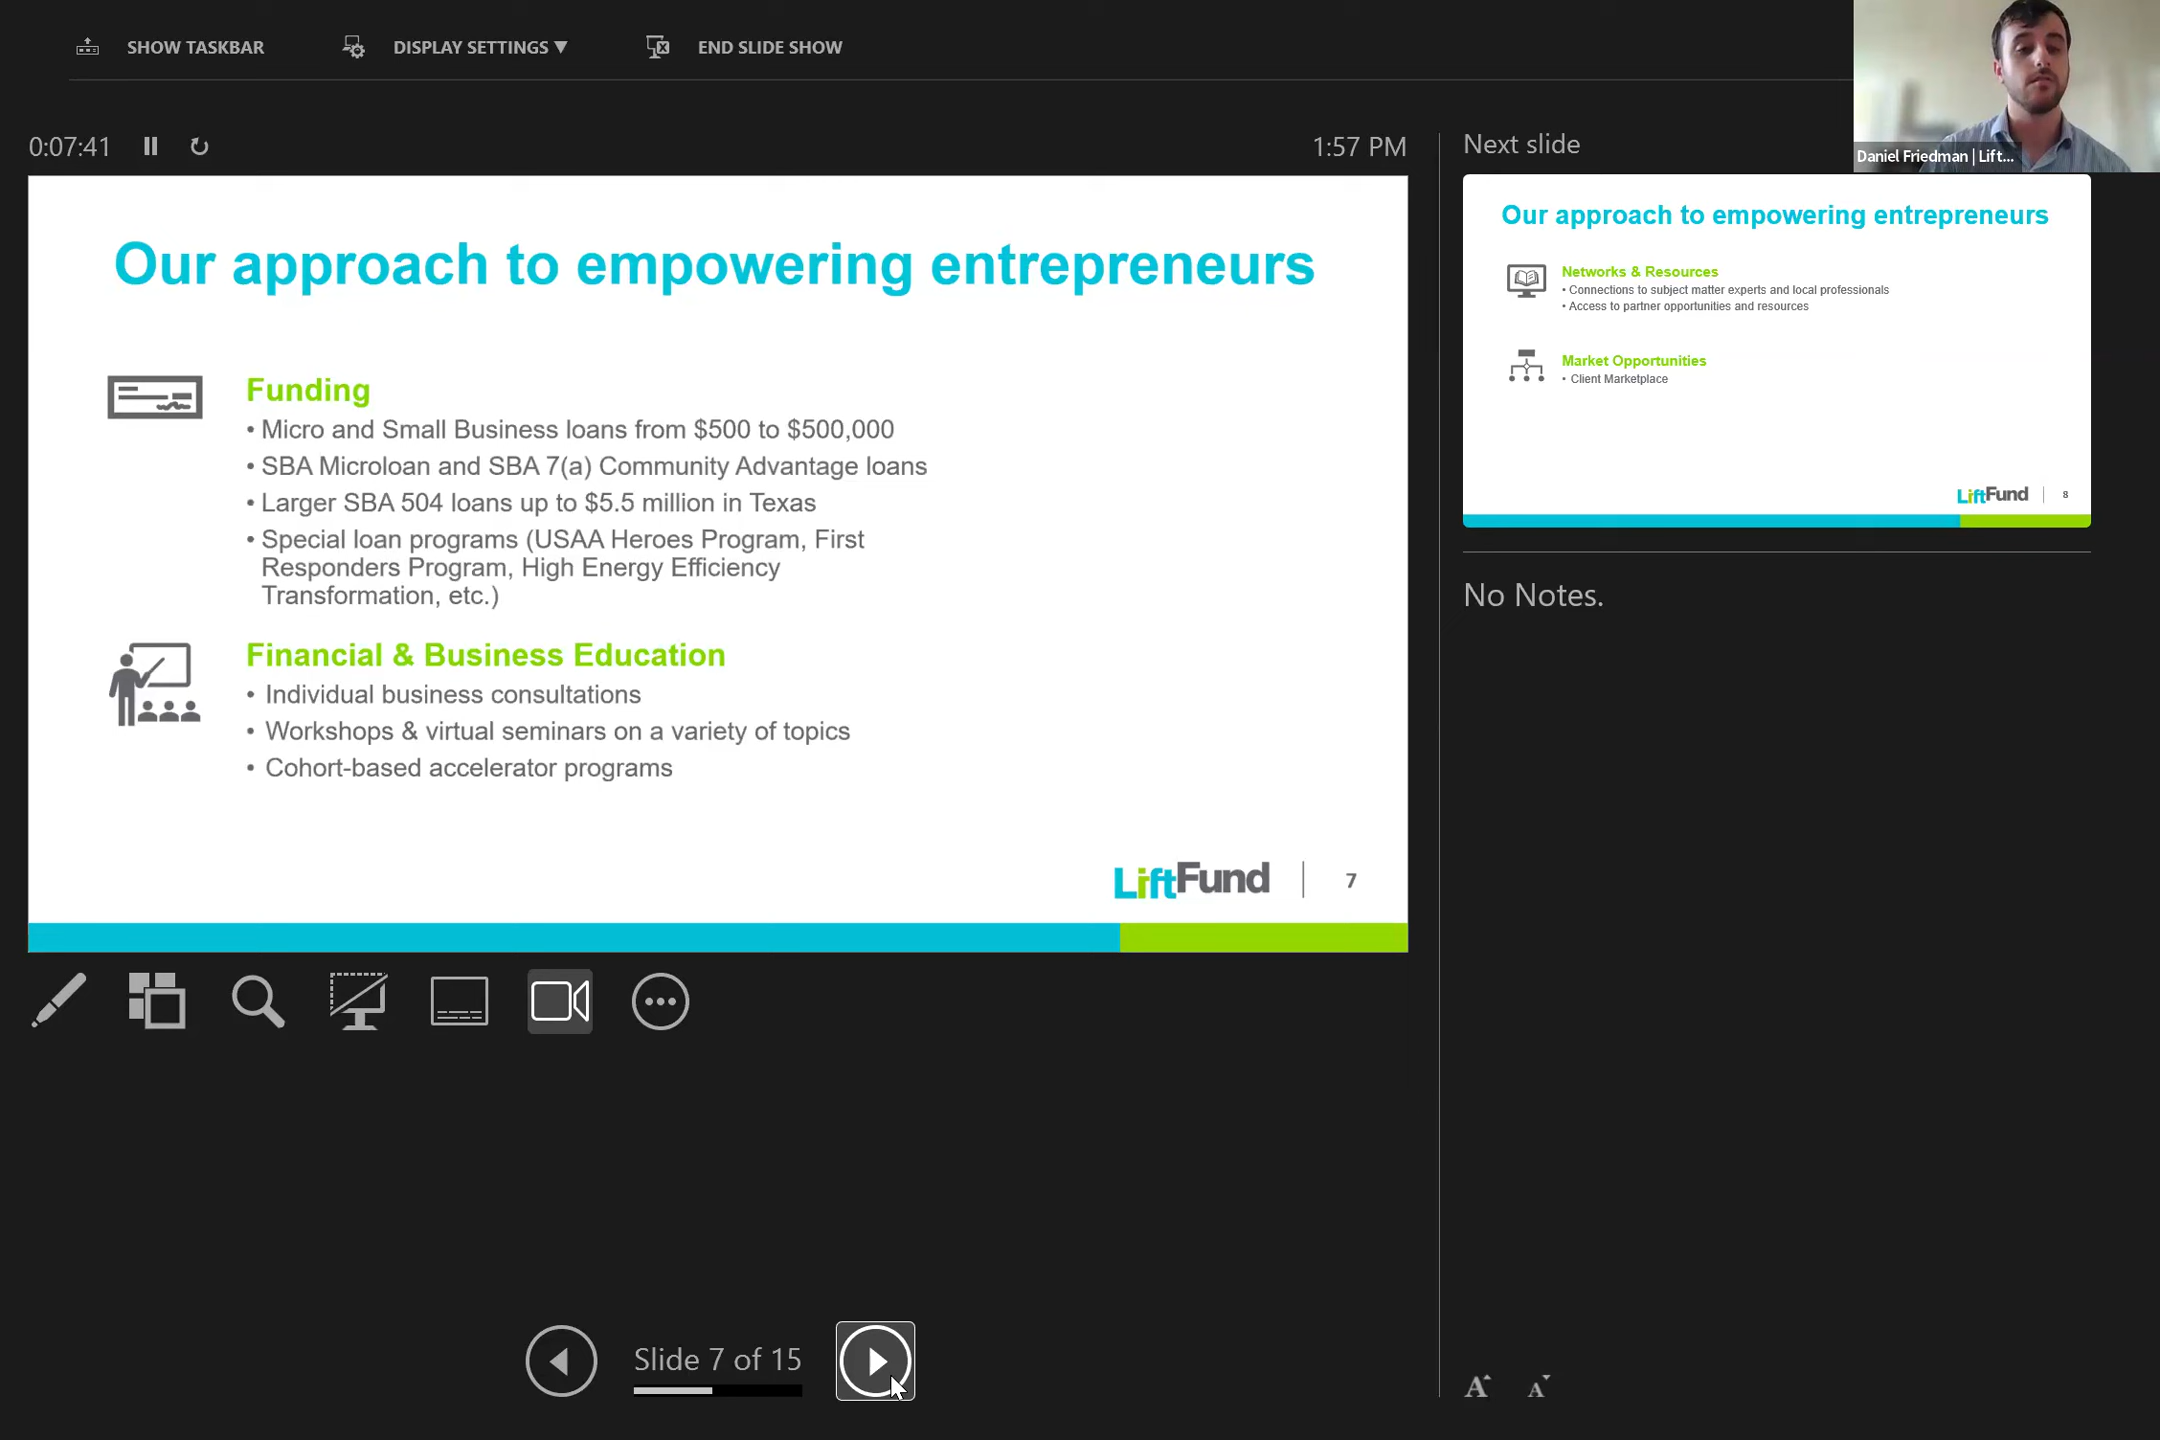 SHOW TASKBAR
DISPLAY SETTINGS ▼
END SLIDE SHOW
Daniel Friedman | Lift...
0:07:41
1:57 PM
Our approach to empowering entrepreneurs
Funding
• Micro and Small Business loans from $500 to $500,000
• SBA Microloan and SBA 7(a) Community Advantage loans
• Larger SBA 504 loans up to $5.5 million in Texas
• Special loan programs (USAA Heroes Program, First
Responders Program, High Energy Efficiency
Transformation, etc.)
Financial & Business Education
• Individual business consultations
• Workshops & virtual seminars on a variety of topics
• Cohort-based accelerator programs
LiftFund
7
Next slide
Our approach to empowering entrepreneurs
Networks & Resources
• Connections to subject matter experts and local professionals
• Access to partner opportunities and resources
Market Opportunities
• Client Marketplace
LiftFund
8
No Notes.
Slide 7 of 15
A
A